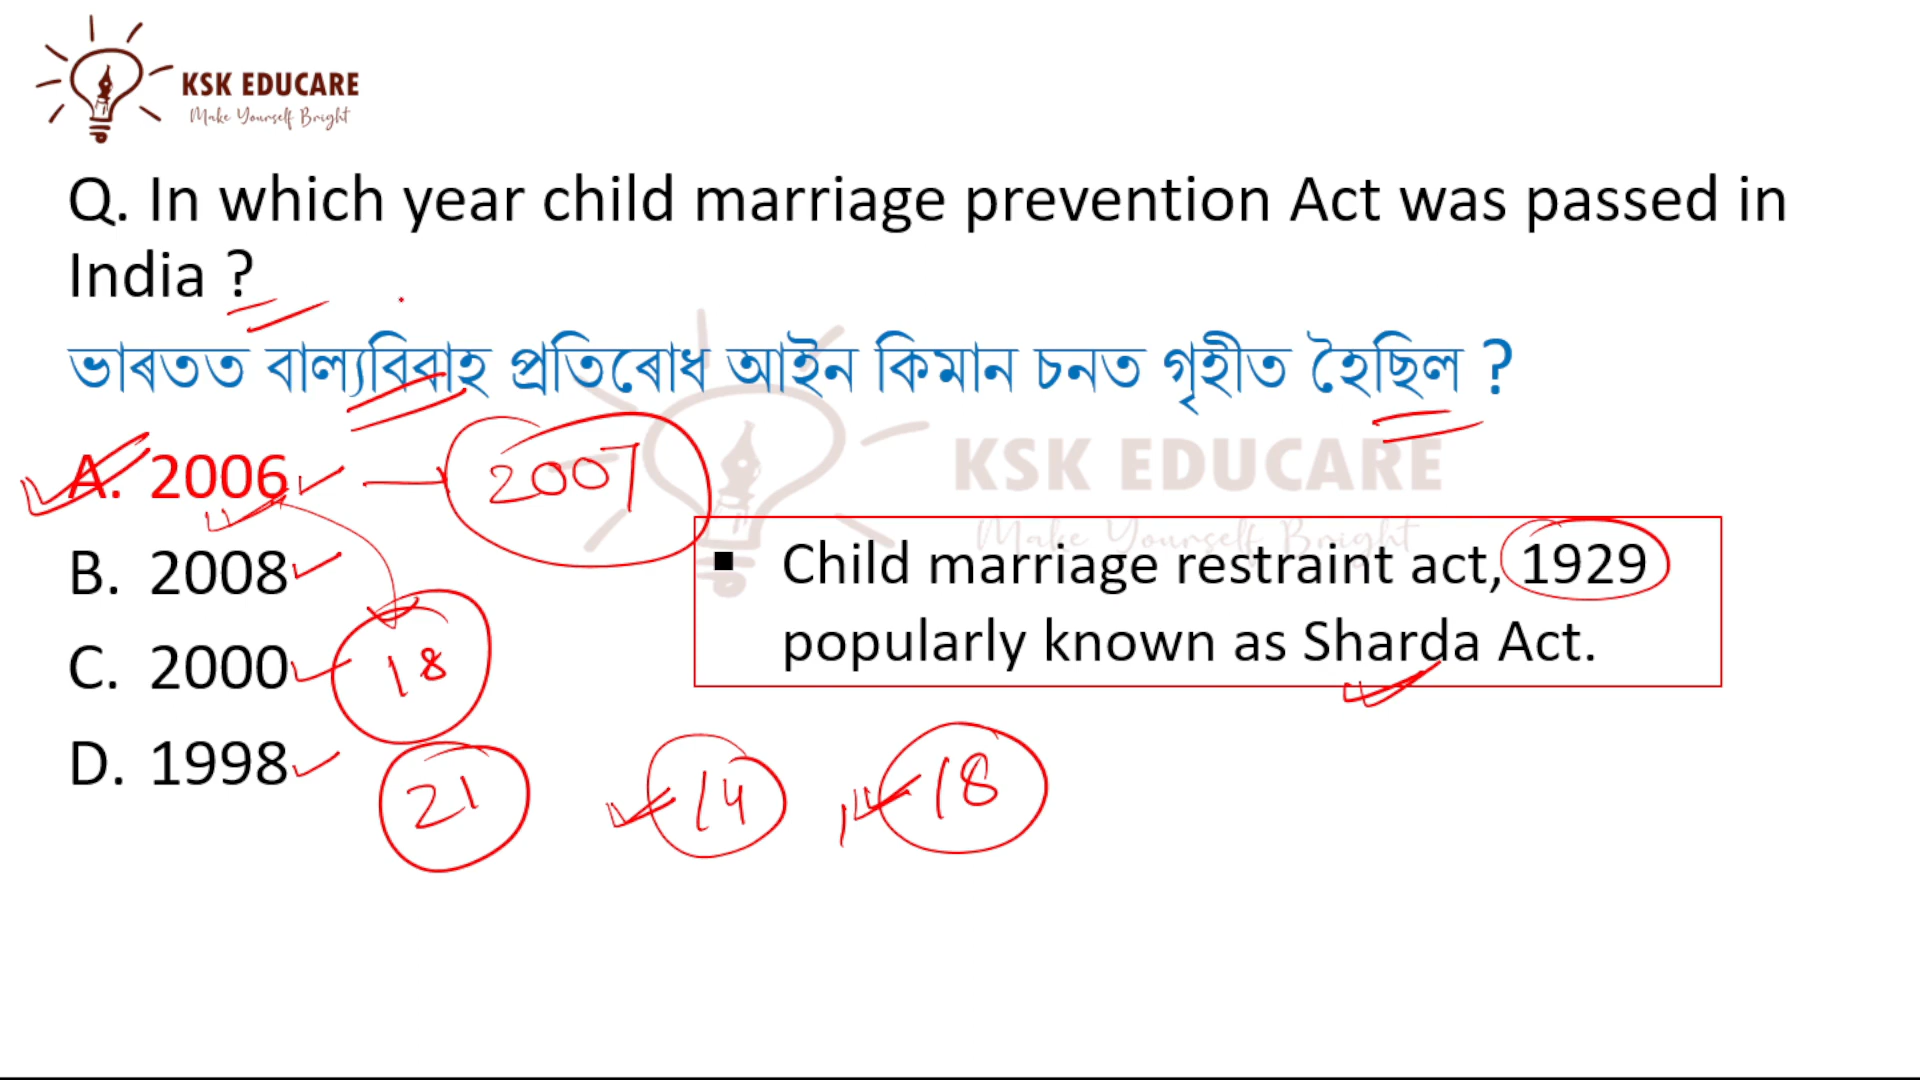 KSK EDUCARE
Make Yourself Bright
Q. In which year child marriage prevention Act was passed in
India ?
ভাৰতত বাল্যবিবাহ প্ৰতিৰোধ আইন কিমান চনত গৃহীত হৈছিল ?
A. 2006
2007
KSK EDUCARE
Make Yourself Bright
B. 2008
▪ Child marriage restraint act, 1929
popularly known as Sharda Act.
C. 2000
18
D. 1998
21
14
18